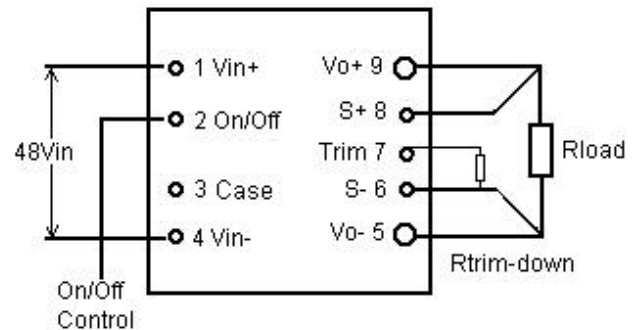 1 Vin+
Vo+ 9
2 On/Off
S+ 8
48Vin
Trim 7
Rload
3 Case
S- 6
4 Vin-
Vo- 5
Rtrim-down
On/Off
Control